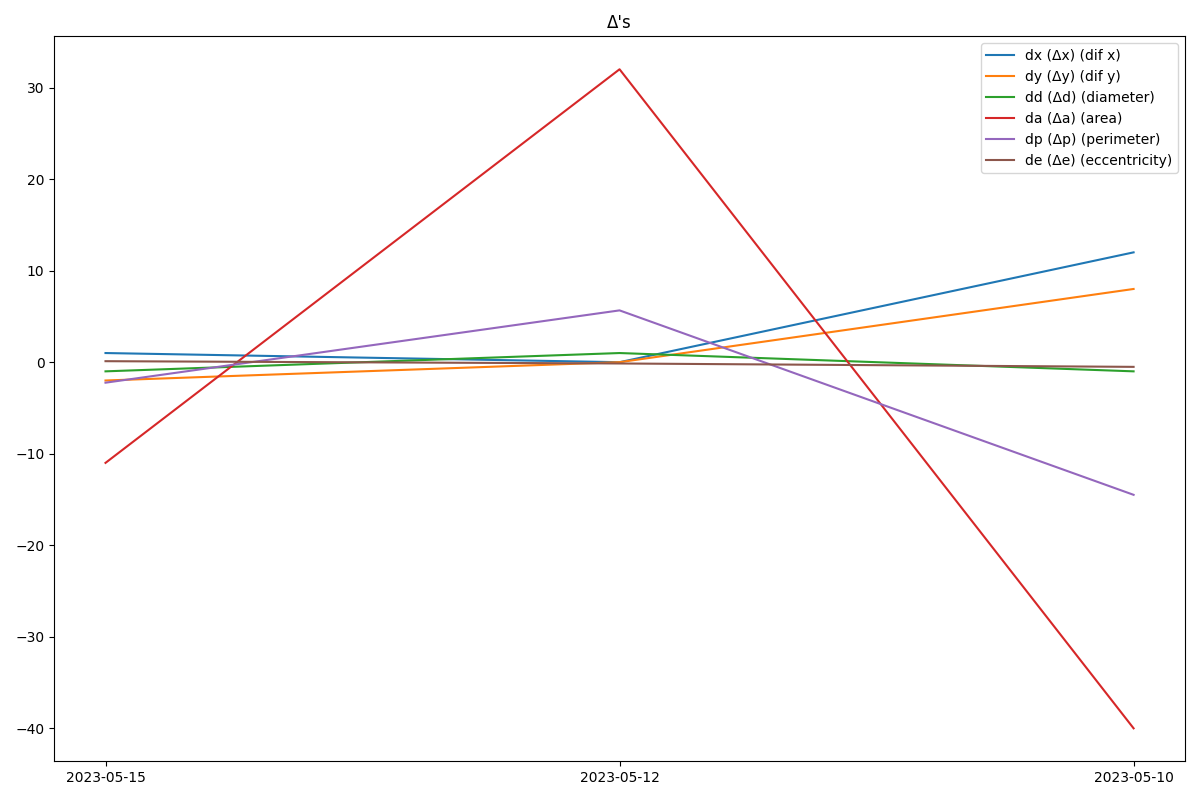 Δ's
dx (Δx) (dif x)
dy (Δy) (dif y)
dd (Δd) (diameter)
da (Δa) (area)
dp (Δp) (perimeter)
de (Δe) (eccentricity)
30
20
10
0
−10
−20
−30
−40
2023-05-15 2023-05-12 2023-05-10